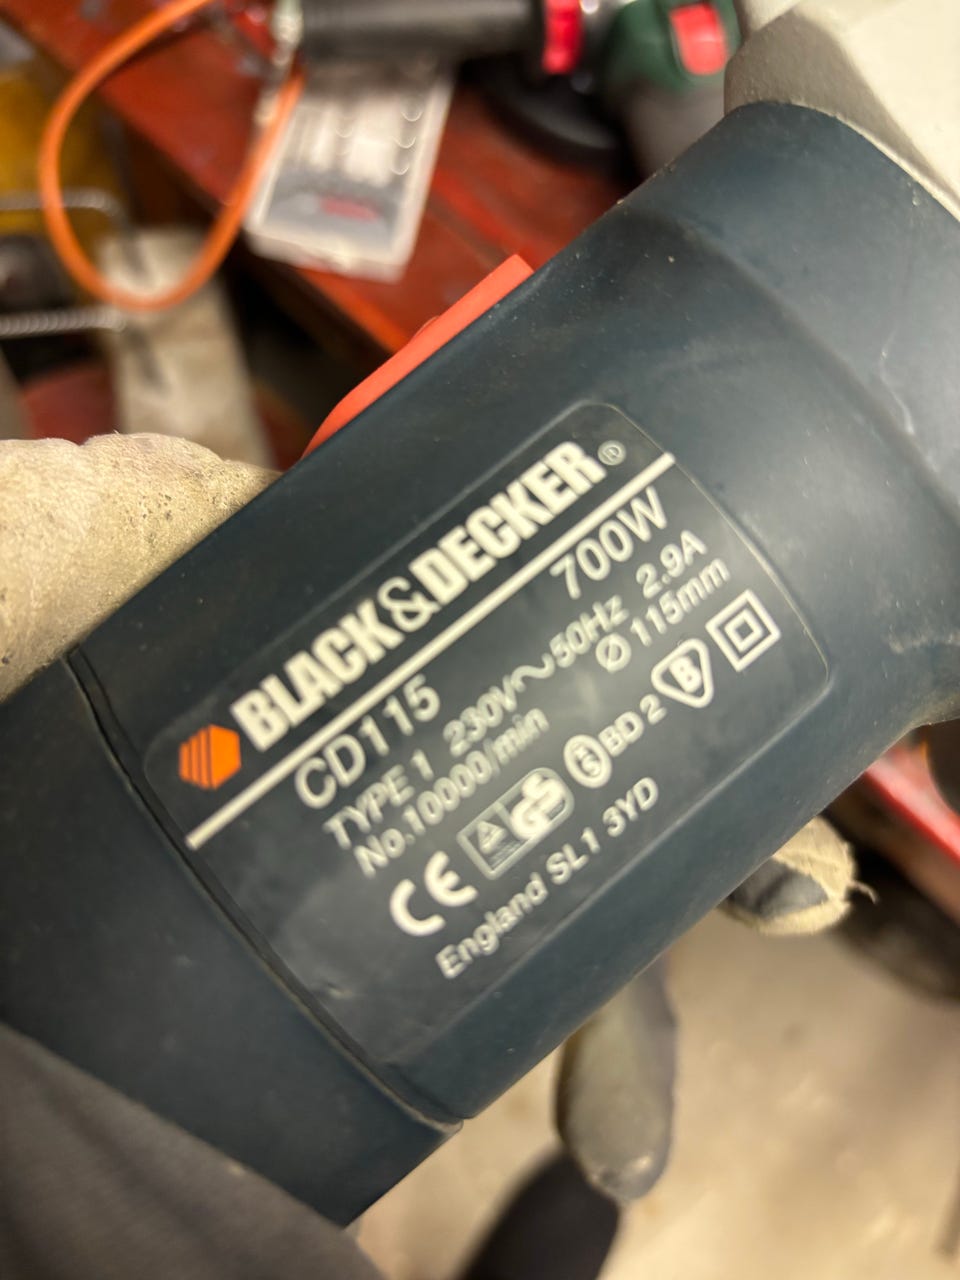 BLACK&DECKER®
CD115 700W
TYPE 1 230V~50Hz 2.9A
No.10000/min Ø 115mm
CE GS BD 2 B
England SL1 3YD